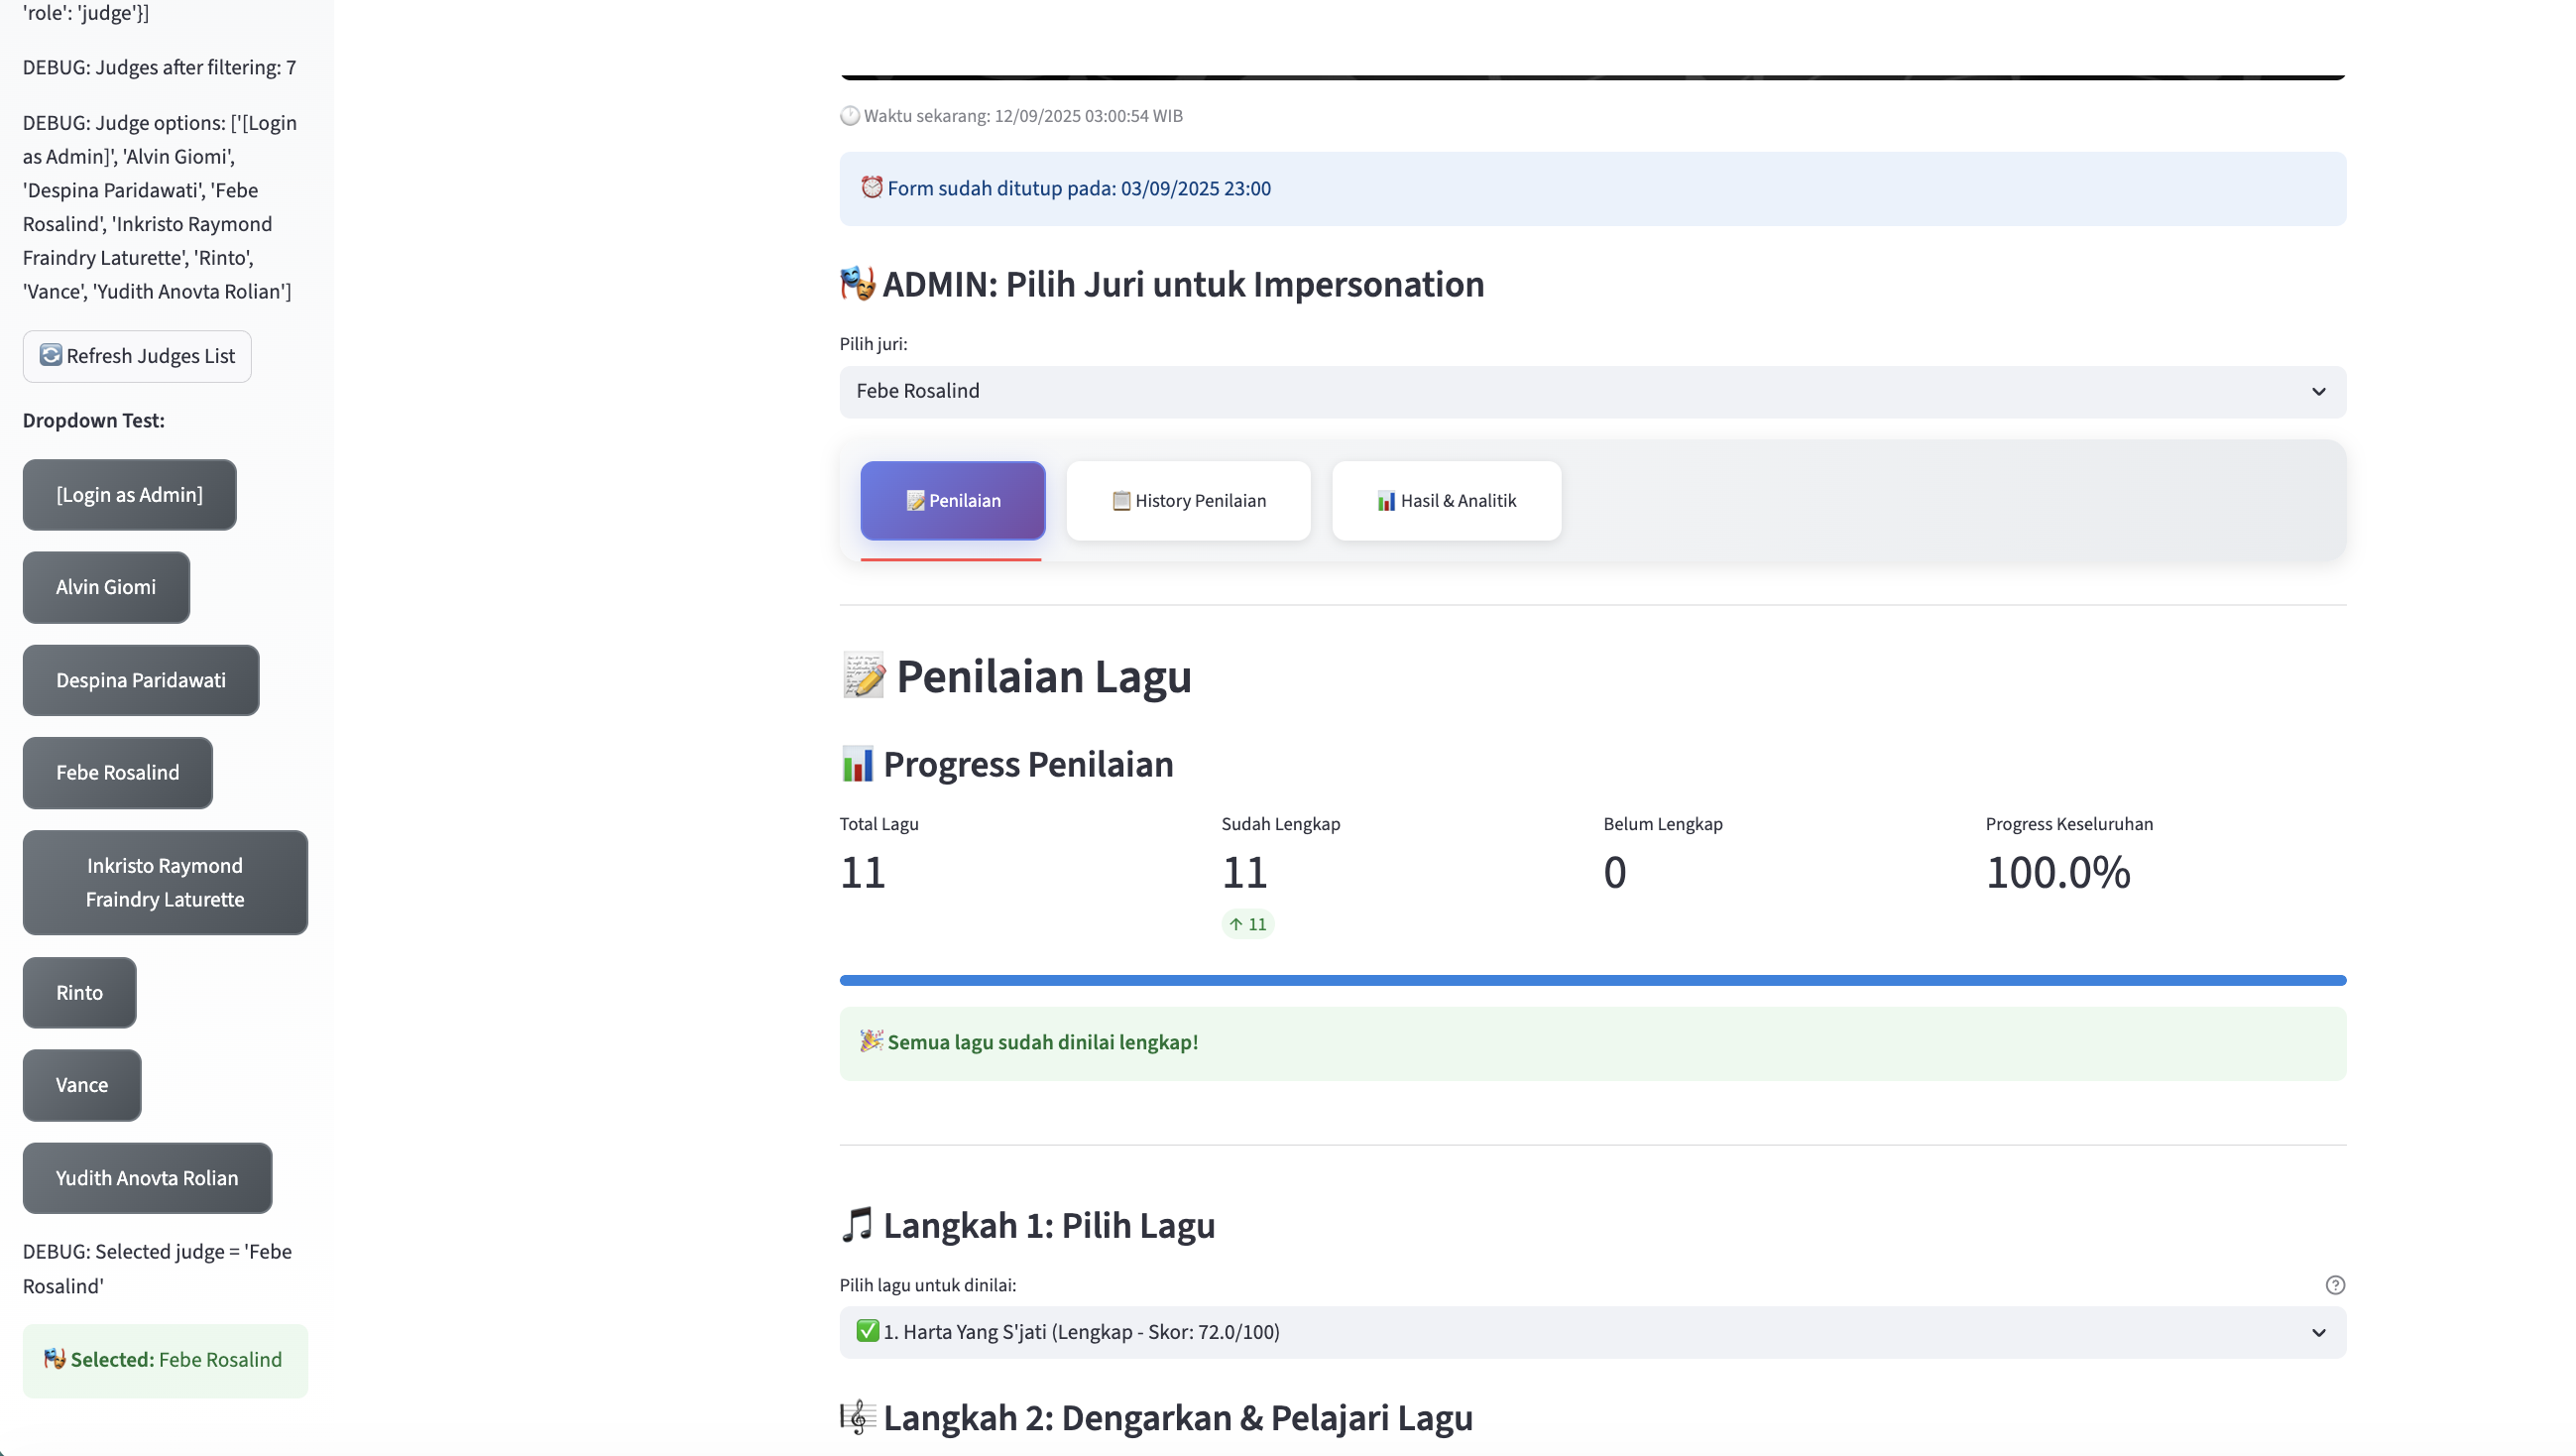 'role': 'judge'}]
DEBUG: Judges after filtering: 7
DEBUG: Judge options: ['[Login
as Admin]', 'Alvin Giomi',
'Despina Paridawati', 'Febe
Rosalind', 'Inkristo Raymond
Fraindry Laturette', 'Rinto',
'Vance', 'Yudith Anovta Rolian']
Refresh Judges List
Dropdown Test:
[Login as Admin]
Alvin Giomi
Despina Paridawati
Febe Rosalind
Inkristo Raymond
Fraindry Laturette
Rinto
Vance
Yudith Anovta Rolian
DEBUG: Selected judge = 'Febe
Rosalind'
Selected: Febe Rosalind
Waktu sekarang: 12/09/2025 03:00:54 WIB
Form sudah ditutup pada: 03/09/2025 23:00
ADMIN: Pilih Juri untuk Impersonation
Pilih juri:
Febe Rosalind
Penilaian
History Penilaian
Hasil & Analitik
Penilaian Lagu
Progress Penilaian
Total Lagu
11
Sudah Lengkap
11
↑ 11
Belum Lengkap
0
Progress Keseluruhan
100.0%
Semua lagu sudah dinilai lengkap!
Langkah 1: Pilih Lagu
Pilih lagu untuk dinilai:
1. Harta Yang S'jati (Lengkap - Skor: 72.0/100)
Langkah 2: Dengarkan & Pelajari Lagu